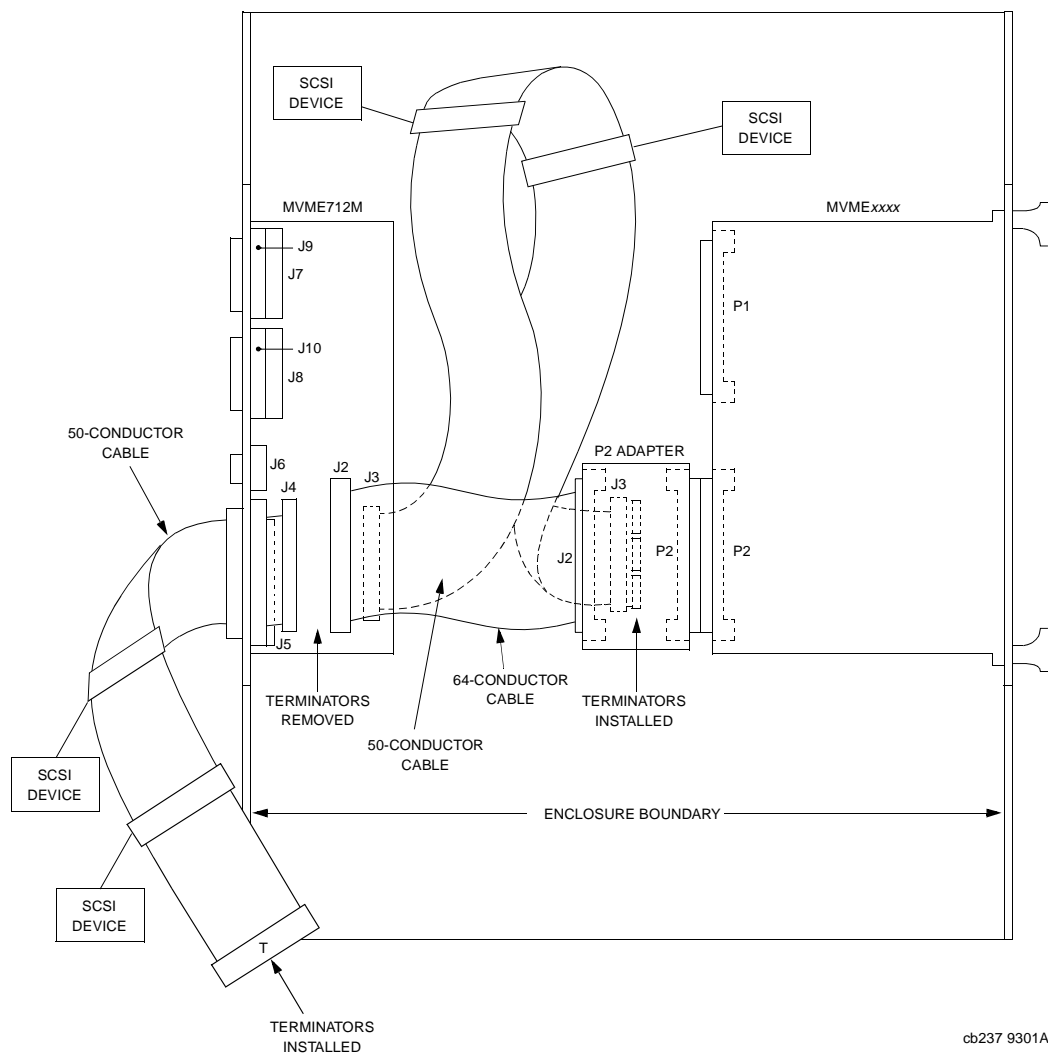 SCSI
DEVICE
SCSI
DEVICE
MVME712M
MVMExxxx
J9
J7
P1
J10
J8
50-CONDUCTOR
CABLE
P2 ADAPTER
J6
J2
J3
J3
J4
J2
P2
P2
J5
64-CONDUCTOR
CABLE
TERMINATORS
REMOVED
TERMINATORS
INSTALLED
50-CONDUCTOR
CABLE
SCSI
DEVICE
ENCLOSURE BOUNDARY
SCSI
DEVICE
T
TERMINATORS
INSTALLED
cb237 9301A